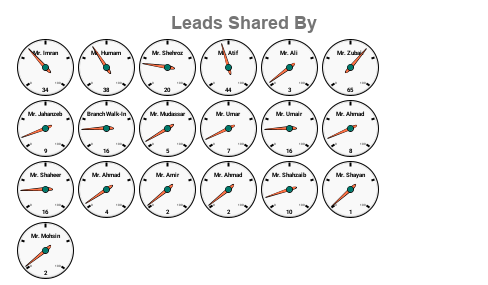 Leads Shared By
Mr. Imran
34
Mr. Humam
38
Mr. Shehroz
20
Mr. Atif
44
Mr. Ali
3
Mr. Zubair
65
Mr. Jahanzeb
9
Branch Walk-In
16
Mr. Mudassar
5
Mr. Umar
7
Mr. Umair
16
Mr. Ahmad
8
Mr. Shaheer
16
Mr. Ahmad
4
Mr. Amir
2
Mr. Ahmad
2
Mr. Shahzaib
10
Mr. Shayan
1
Mr. Mohsin
2